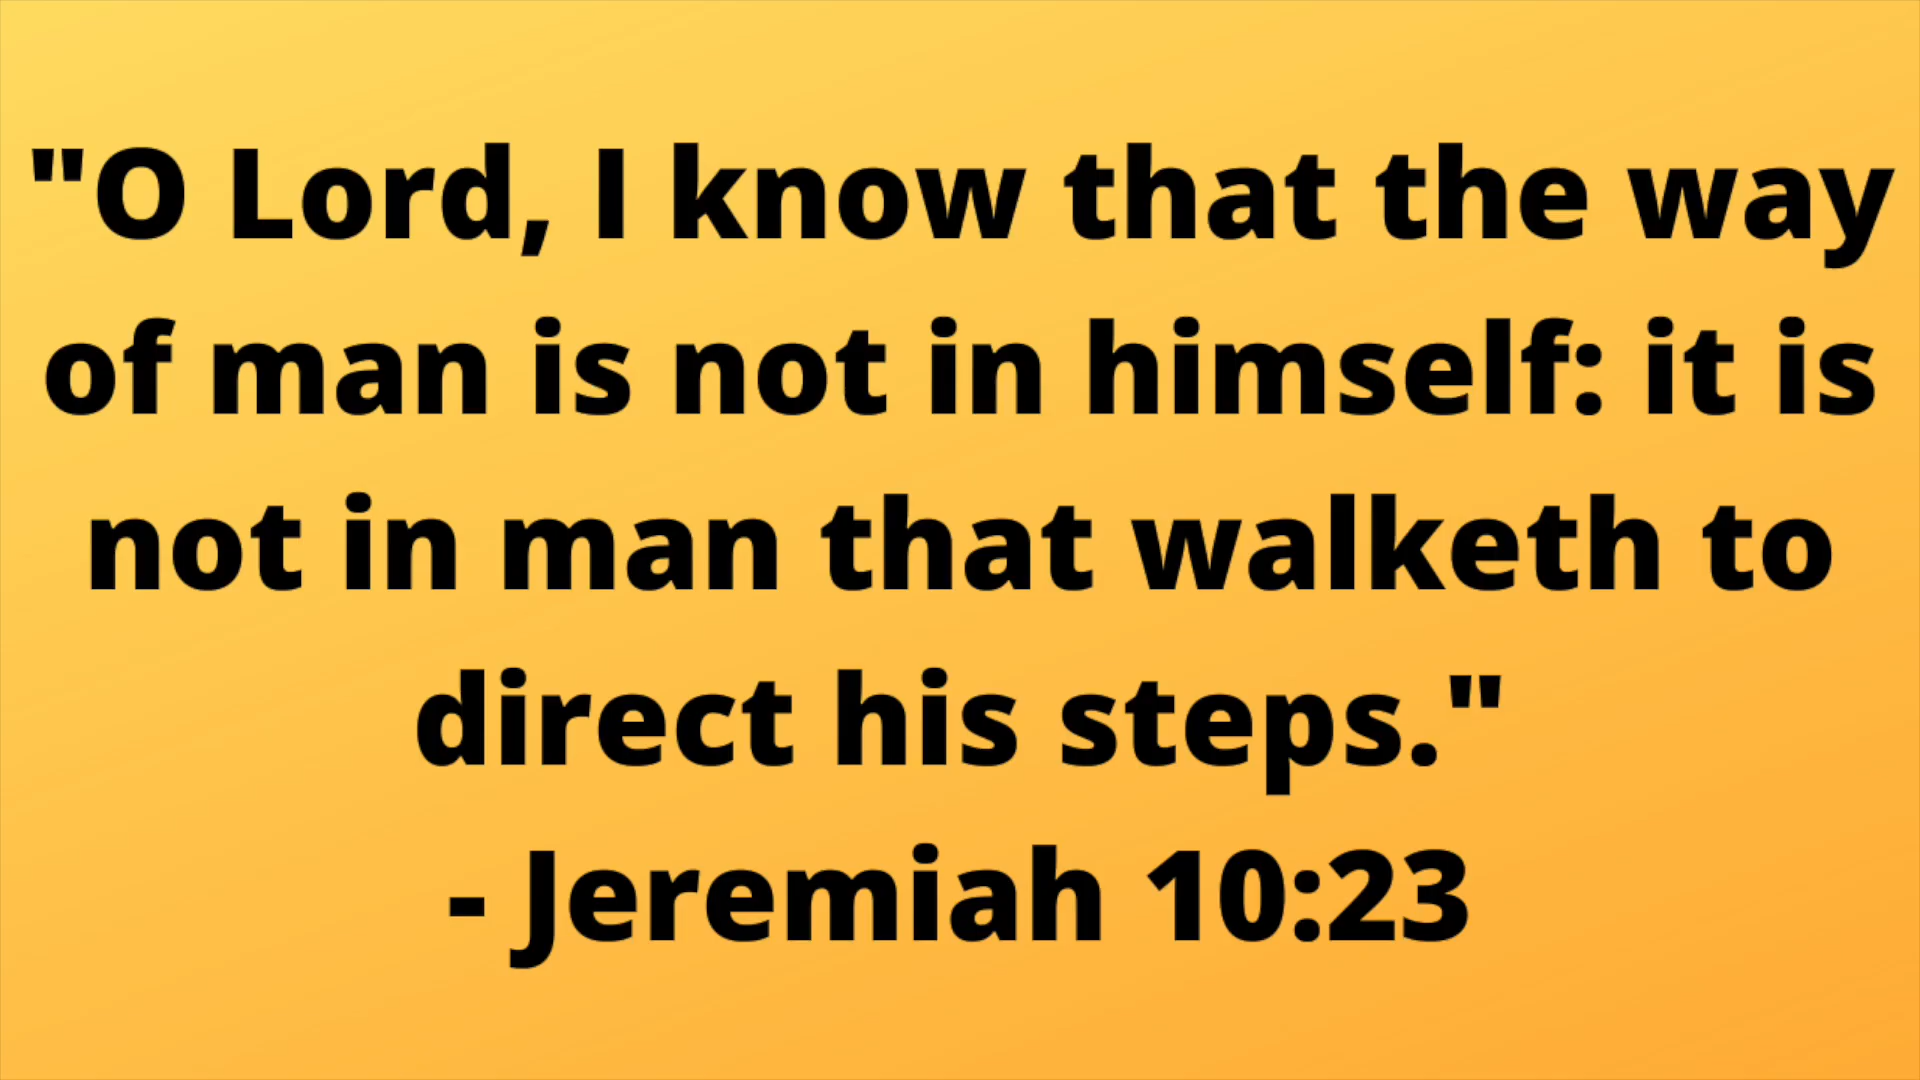 "O Lord, I know that the way
of man is not in himself: it is
not in man that walketh to
direct his steps."
- Jeremiah 10:23